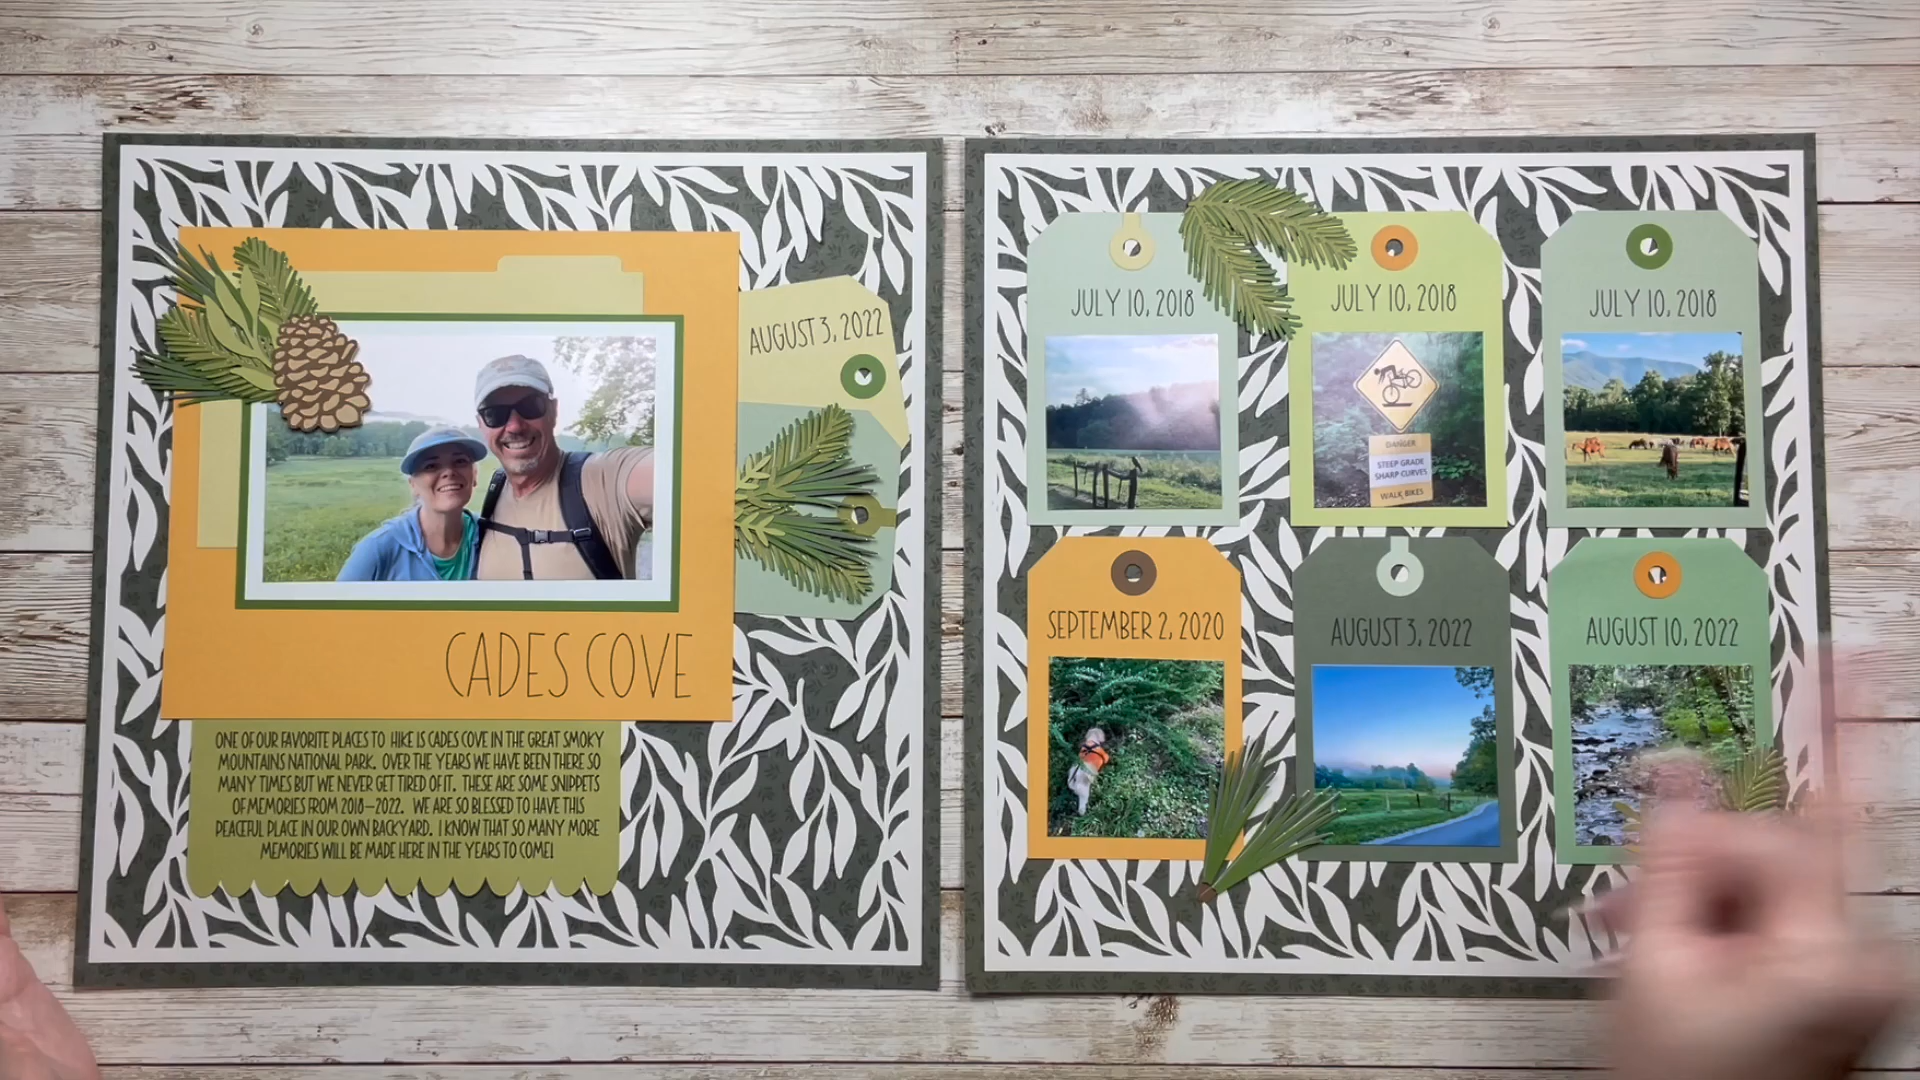 AUGUST 3, 2022
CADES COVE
ONE OF OUR FAVORITE PLACES TO HIKE IS CADES COVE IN THE GREAT SMOKY
MOUNTAINS NATIONAL PARK. OVER THE YEARS WE HAVE BEEN THERE SO
MANY TIMES BUT WE NEVER GET TIRED OF IT. THESE ARE SOME SNIPPETS
OF MEMORIES FROM 2018-2022. WE ARE SO BLESSED TO HAVE THIS
PEACEFUL PLACE IN OUR OWN BACKYARD. I KNOW THAT SO MANY MORE
MEMORIES WILL BE MADE HERE IN THE YEARS TO COME!
JULY 10, 2018
JULY 10, 2018
JULY 10, 2018
DANGER
STEEP GRADE
SHARP CURVES
WALK BIKES
SEPTEMBER 2, 2020
AUGUST 3, 2022
AUGUST 10, 2022